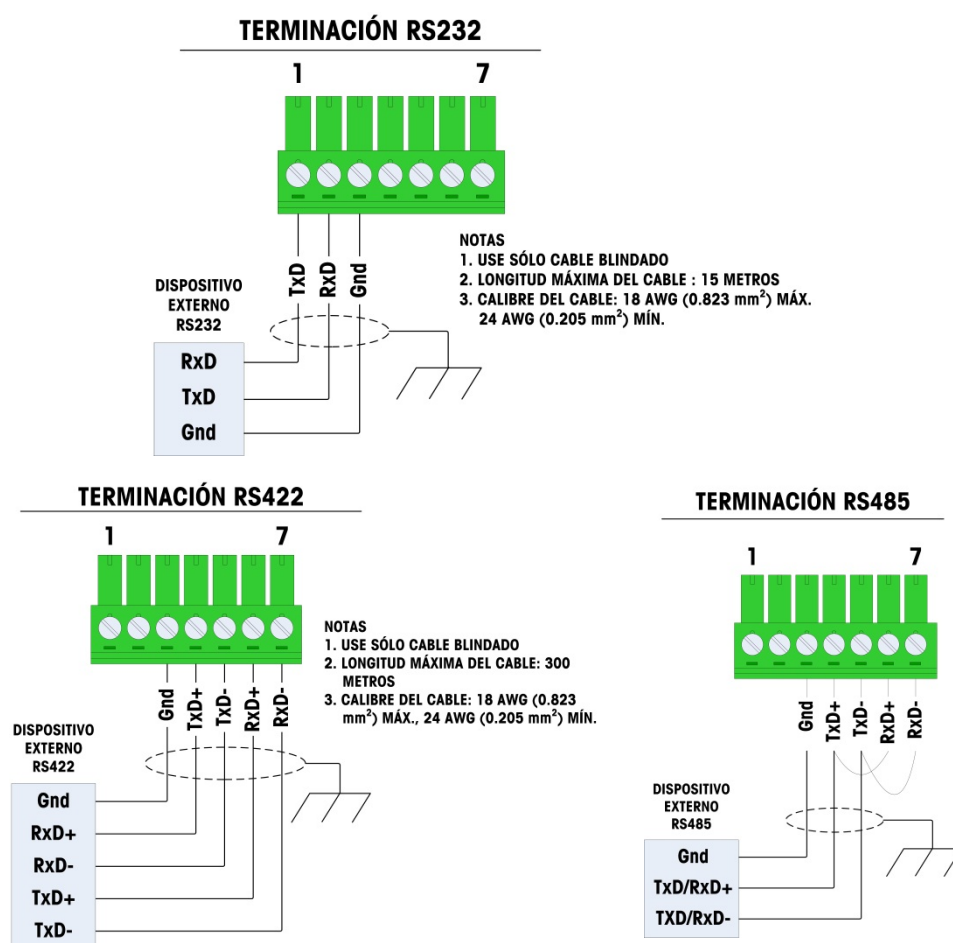 TERMINACIÓN RS232
1 7
TxD
RxD
Gnd
NOTAS
1. USE SÓLO CABLE BLINDADO
2. LONGITUD MÁXIMA DEL CABLE : 15 METROS
3. CALIBRE DEL CABLE: 18 AWG (0.823 mm²) MÁX.
24 AWG (0.205 mm²) MÍN.
DISPOSITIVO
EXTERNO
RS232
RxD
TxD
Gnd
TERMINACIÓN RS422
1 7
Gnd
TxD+
TxD-
RxD+
RxD-
NOTAS
1. USE SÓLO CABLE BLINDADO
2. LONGITUD MÁXIMA DEL CABLE: 300
METROS
3. CALIBRE DEL CABLE: 18 AWG (0.823
mm²) MÁX., 24 AWG (0.205 mm²) MÍN.
DISPOSITIVO
EXTERNO
RS422
Gnd
RxD+
RxD-
TxD+
TxD-
TERMINACIÓN RS485
1 7
Gnd
TxD+
TxD-
RxD+
RxD-
DISPOSITIVO
EXTERNO
RS485
Gnd
TxD/RxD+
TXD/RxD-